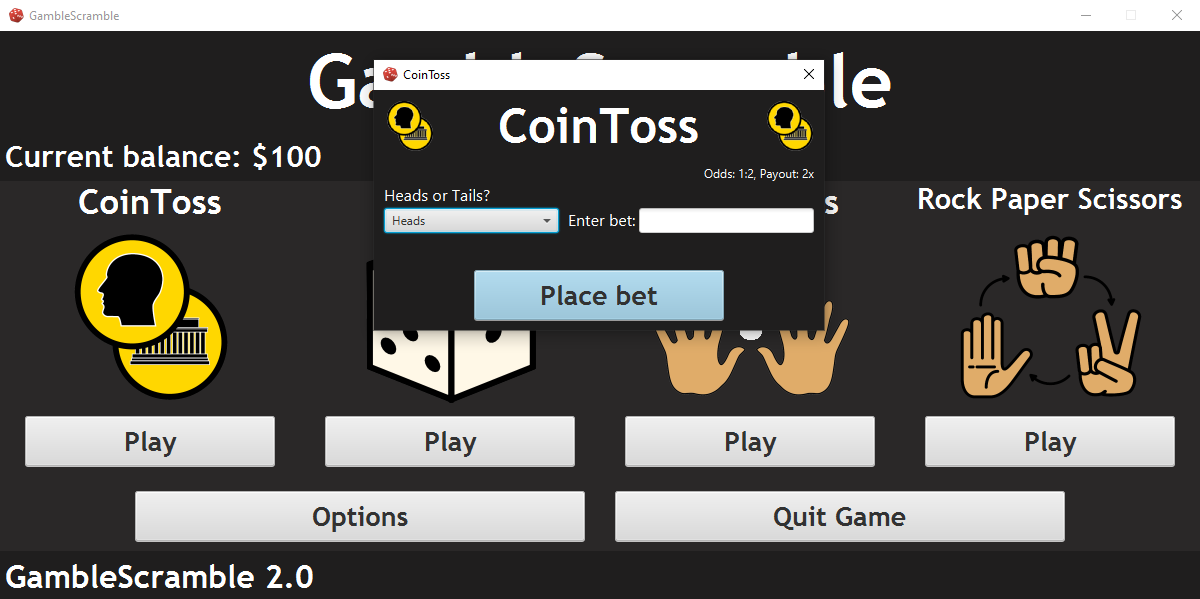 GambleScramble
CoinToss
CoinToss
Current balance: $100
Odds: 1:2, Payout: 2x
Heads or Tails?
Heads
Enter bet:
Place bet
CoinToss
Rock Paper Scissors
Play
Play
Play
Play
Options
Quit Game
GambleScramble 2.0